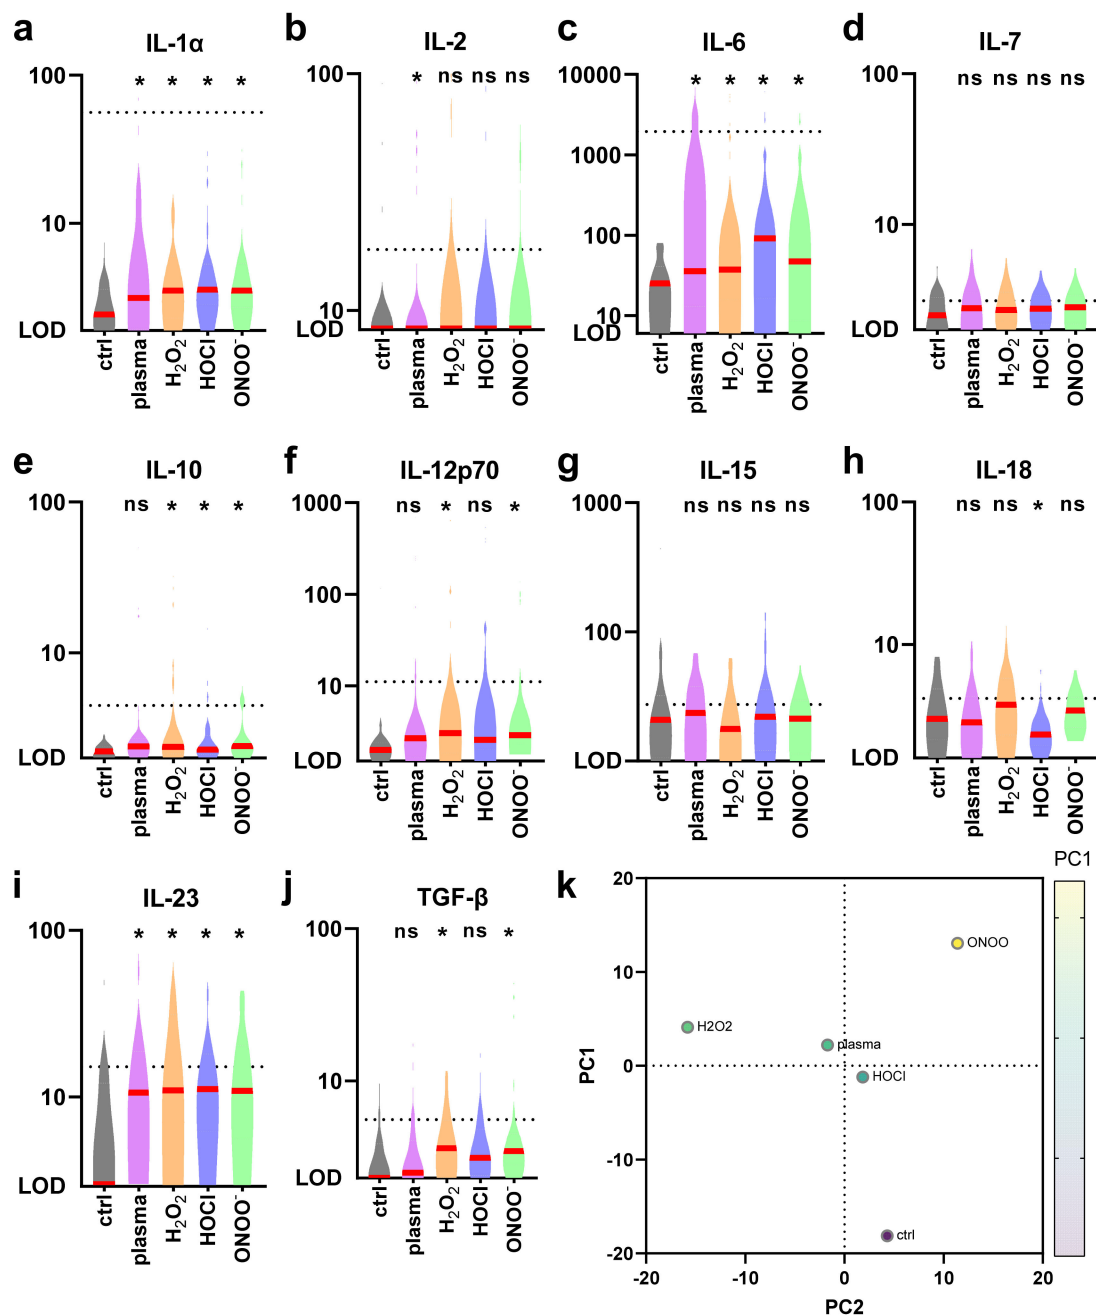 a
IL-1α
100
10
LOD
* * * *
ctrl
plasma
H₂O₂
HOCl
ONOO⁻
b
IL-2
100
10
LOD
* ns ns ns
ctrl
plasma
H₂O₂
HOCl
ONOO⁻
c
IL-6
10000
1000
100
10
LOD
* * * *
ctrl
plasma
H₂O₂
HOCl
ONOO⁻
d
IL-7
100
10
LOD
ns ns ns ns
ctrl
plasma
H₂O₂
HOCl
ONOO⁻
e
IL-10
100
10
LOD
ns * * *
ctrl
plasma
H₂O₂
HOCl
ONOO⁻
f
IL-12p70
1000
100
10
LOD
ns * ns *
ctrl
plasma
H₂O₂
HOCl
ONOO⁻
g
IL-15
1000
100
LOD
ns ns ns ns
ctrl
plasma
H₂O₂
HOCl
ONOO⁻
h
IL-18
100
10
LOD
ns ns * ns
ctrl
plasma
H₂O₂
HOCl
ONOO⁻
i
IL-23
100
10
LOD
* * * *
ctrl
plasma
H₂O₂
HOCl
ONOO⁻
j
TGF-β
100
10
LOD
ns * ns *
ctrl
plasma
H₂O₂
HOCl
ONOO⁻
k
PC1
20
10
0
-10
-20
PC1
ONOO
H2O2
plasma
HOCl
ctrl
-20 -10 0 10 20
PC2